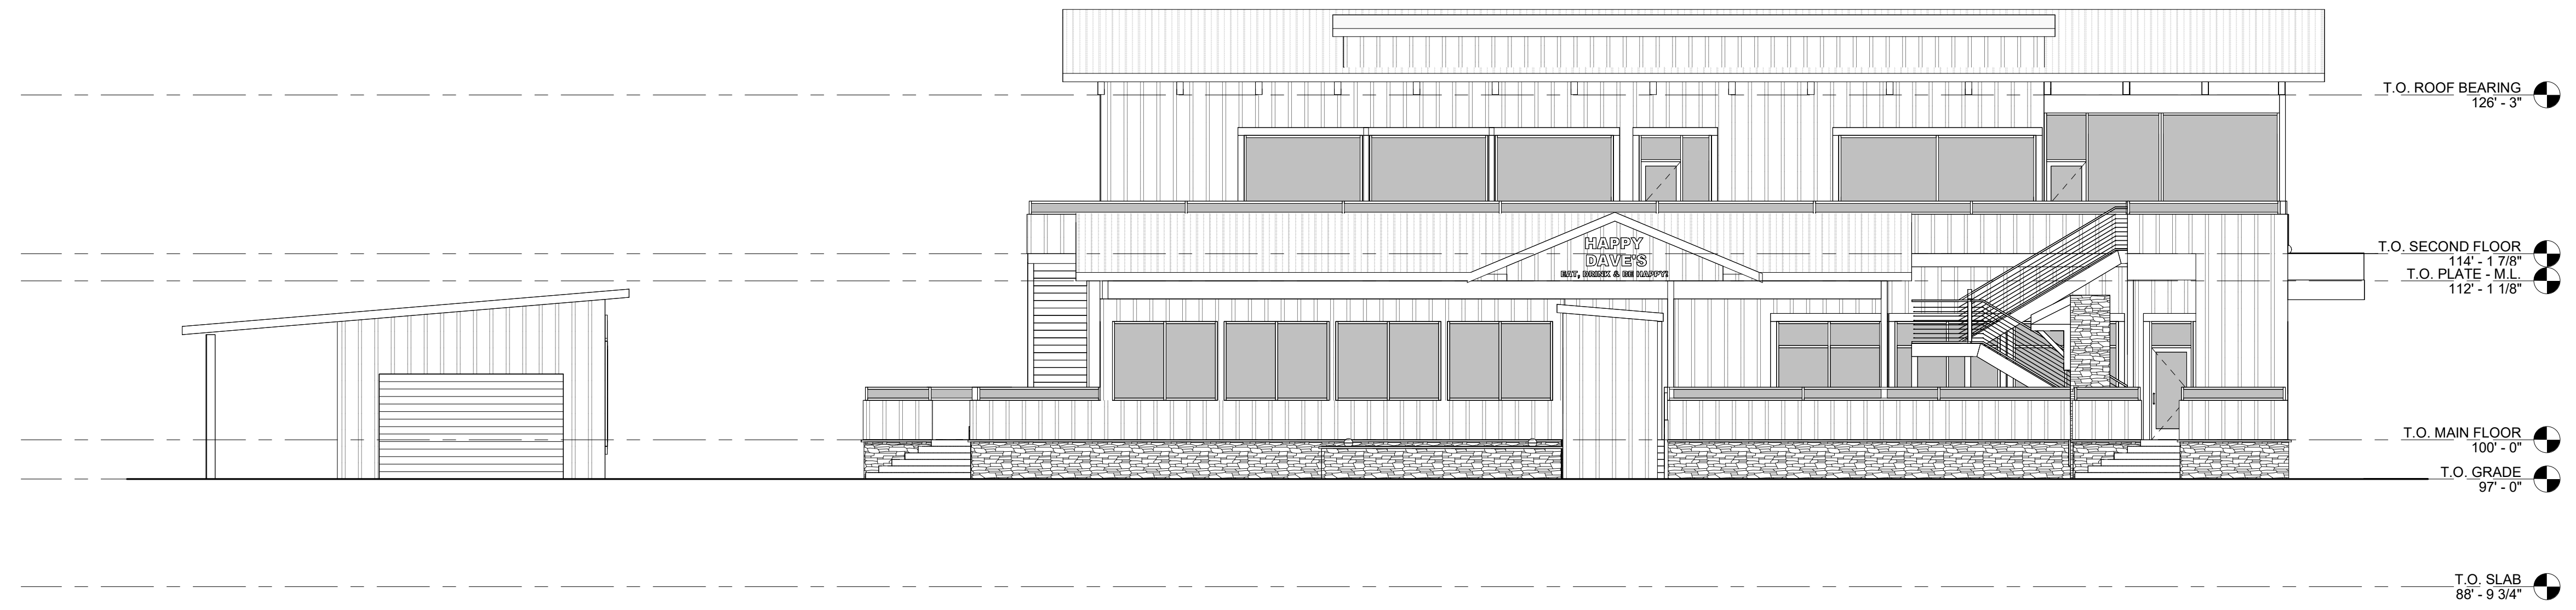 T.O. ROOF BEARING
126' - 3"
HAPPY
DAVE'S
EAT, DRINK & BE HAPPY!
T.O. SECOND FLOOR
114' - 1 7/8"
T.O. PLATE - M.L.
112' - 1 1/8"
T.O. MAIN FLOOR
100' - 0"
T.O. GRADE
97' - 0"
T.O. SLAB
88' - 9 3/4"